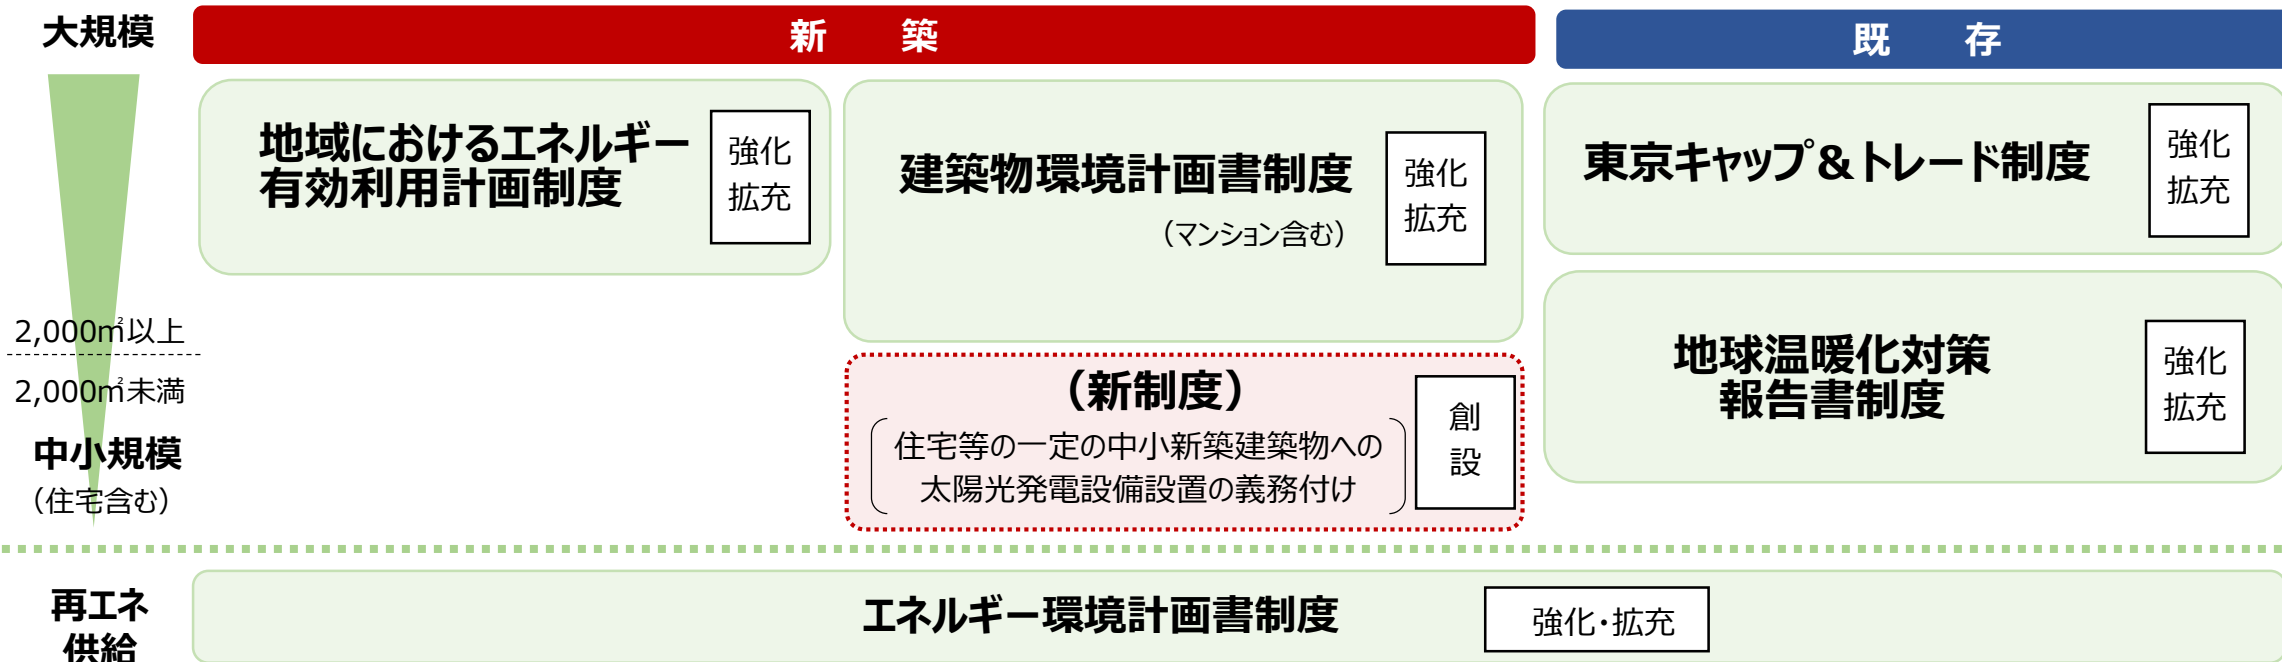 大規模
新　築
既　存
地域におけるエネルギー
有効利用計画制度
強化
拡充
建築物環境計画書制度
（マンション含む）
強化
拡充
東京キャップ＆トレード制度
強化
拡充
2,000㎡以上
2,000㎡未満
中小規模
（住宅含む）
（新制度）
住宅等の一定の中小新築建築物への
太陽光発電設備設置の義務付け
創
設
地球温暖化対策
報告書制度
強化
拡充
再エネ
供給
エネルギー環境計画書制度
強化・拡充